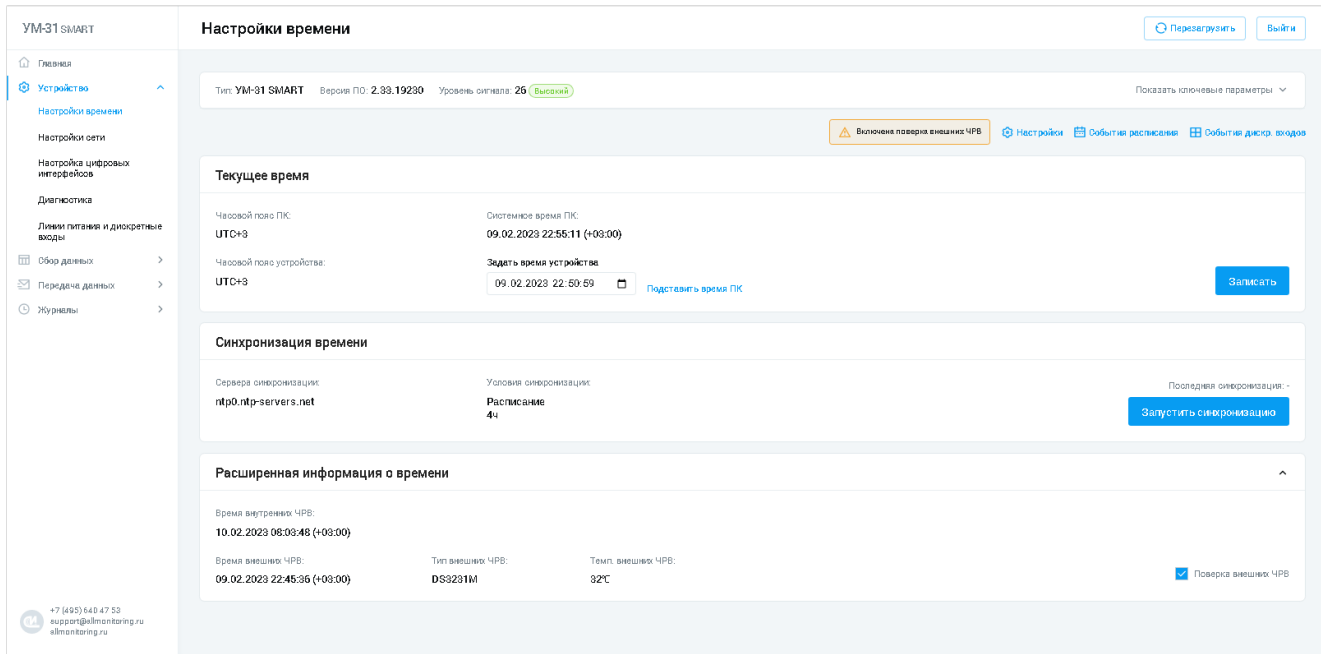 УМ-31 SMART
Настройки времени
Перезагрузить
Выйти
Главная
Устройство
Настройки времени
Настройки сети
Настройка цифровых
интерфейсов
Диагностика
Линии питания и дискретные
входы
Сбор данных
Передача данных
Журналы
+7 (495) 640 47 53
support@allmonitoring.ru
allmonitoring.ru
Тип: УМ-31 SMART Версия ПО: 2.33.19230 Уровень сигнала: 26 Высокий
Показать ключевые параметры
Включена поверка внешних ЧРВ
Настройки
События расписания
События дискр. входов
Текущее время
Часовой пояс ПК:
UTC+3
Системное время ПК:
09.02.2023 22:55:11 (+03:00)
Часовой пояс устройства:
UTC+3
Задать время устройства
09.02.2023 22:50:59
Подставить время ПК
Записать
Синхронизация времени
Сервера синхронизации:
ntp0.ntp-servers.net
Условия синхронизации:
Расписание
4ч
Последняя синхронизация: -
Запустить синхронизацию
Расширенная информация о времени
Время внутренних ЧРВ:
10.02.2023 08:03:48 (+03:00)
Время внешних ЧРВ:
09.02.2023 22:45:36 (+03:00)
Тип внешних ЧРВ:
DS3231M
Темп. внешних ЧРВ:
32℃
Поверка внешних ЧРВ